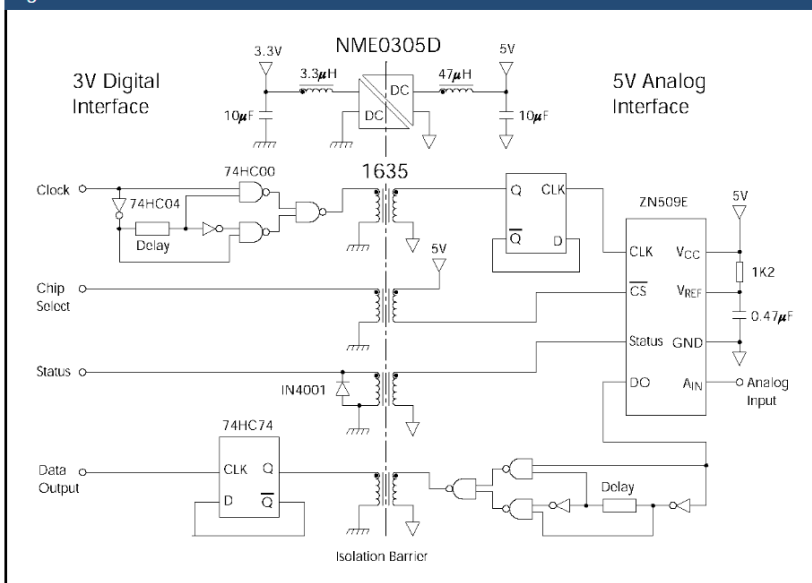 NME0305D
3.3V
5V
3.3μH
47μH
3V Digital
Interface
5V Analog
Interface
DC
DC
10μF
10μF
74HC00
1635
Clock
74HC04
Delay
Q CLK
Q D
ZN509E
5V
CLK VCC
1K2
5V
Chip
Select
CS VREF
0.47μF
Status
Status GND
IN4001
DO AIN
Analog
Input
74HC74
Data
Output
CLK Q
D Q
Delay
Isolation Barrier